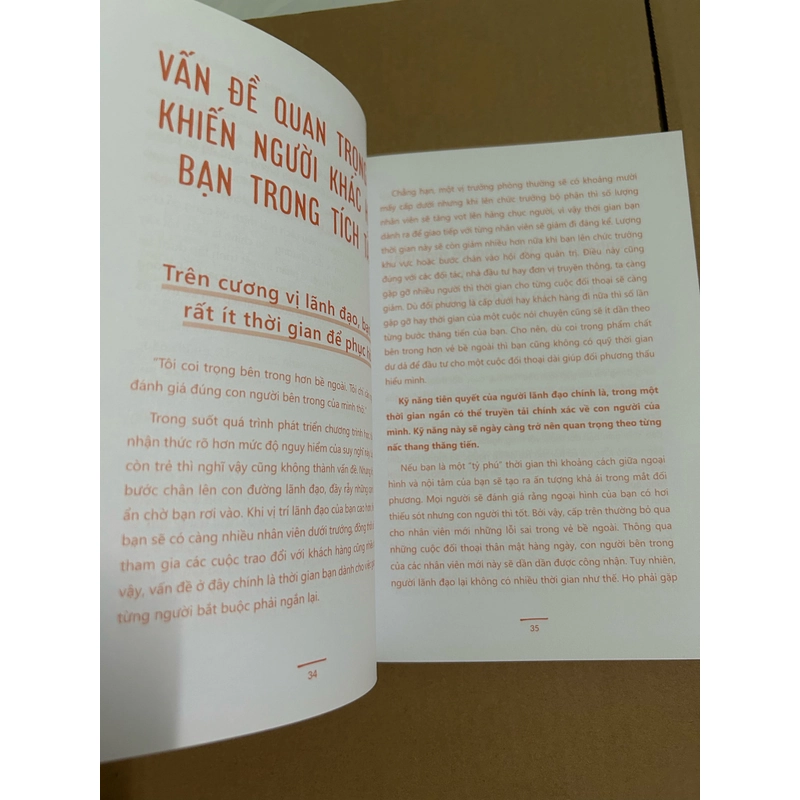 VẤN ĐỀ QUAN TRỌNG
KHIẾN NGƯỜI KHÁC
BẠN TRONG TÍCH
Trên cương vị lãnh đạo,
rất ít thời gian để phục
"Tôi coi trọng bên trong hơn bề ngoài. Tôi chỉ cần
đánh giá đúng con người bên trong của mình thôi."
Trong suốt quá trình phát triển chương trình học,
nhận thức rõ hơn mức độ nguy hiểm của suy nghĩ này.
còn trẻ thì nghĩ vậy cũng không thành vấn đề. Nhưng
bước chân lên con đường lãnh đạo, đầy rẫy những
ẩn chờ bạn rơi vào. Khi vị trí lãnh đạo của bạn cao hơn
bạn sẽ có càng nhiều nhân viên dưới trướng, đồng thời
tham gia các cuộc trao đổi với khách hàng cũng
vậy, vấn đề ở đây chính là thời gian bạn dành cho việc
từng người bắt buộc phải ngắn lại.
34
Chẳng hạn, một vị trưởng phòng thường sẽ có khoảng mười
mấy cấp dưới nhưng khi lên chức trưởng bộ phận thì số lượng
nhân viên sẽ tăng vọt lên hàng chục người, vì vậy thời gian bạn
dành ra để giao tiếp với từng nhân viên sẽ giảm đi đáng kể. Lượng
thời gian này sẽ còn giảm nhiều hơn nữa khi bạn lên chức trưởng
khu vực hoặc bước chân vào hội đồng quản trị. Điều này cũng
đúng với các đối tác, nhà đầu tư hay đơn vị truyền thông, ta càng
gặp gỡ nhiều người thì thời gian cho từng cuộc đối thoại sẽ càng
giảm. Dù đối phương là cấp dưới hay khách hàng đi nữa thì số lần
gặp gỡ hay thời gian của một cuộc nói chuyện cũng sẽ ít dần theo
từng bước thăng tiến của bạn. Cho nên, dù coi trọng phẩm chất
bên trong hơn vẻ bề ngoài thì bạn cũng không có quỹ thời gian
dư dả để đầu tư cho một cuộc đối thoại dài giúp đối phương thấu
hiểu mình.
Kỹ năng tiên quyết của người lãnh đạo chính là, trong một
thời gian ngắn có thể truyền tải chính xác về con người của
mình. Kỹ năng này sẽ ngày càng trở nên quan trọng theo từng
nấc thang thăng tiến.
Nếu bạn là một "tỷ phú" thời gian thì khoảng cách giữa ngoại
hình và nội tâm của bạn sẽ tạo ra ấn tượng khả ái trong mắt đối
phương. Mọi người sẽ đánh giá rằng ngoại hình của bạn có hơi
thiếu sót nhưng con người thì tốt. Bởi vậy, cấp trên thường bỏ qua
cho nhân viên mới những lỗi sai trong vẻ bề ngoài. Thông qua
những cuộc đối thoại thân mật hàng ngày, con người bên trong
của các nhân viên mới này sẽ dần dần được công nhận. Tuy nhiên,
người lãnh đạo lại không có nhiều thời gian như thế. Họ phải gặp
35